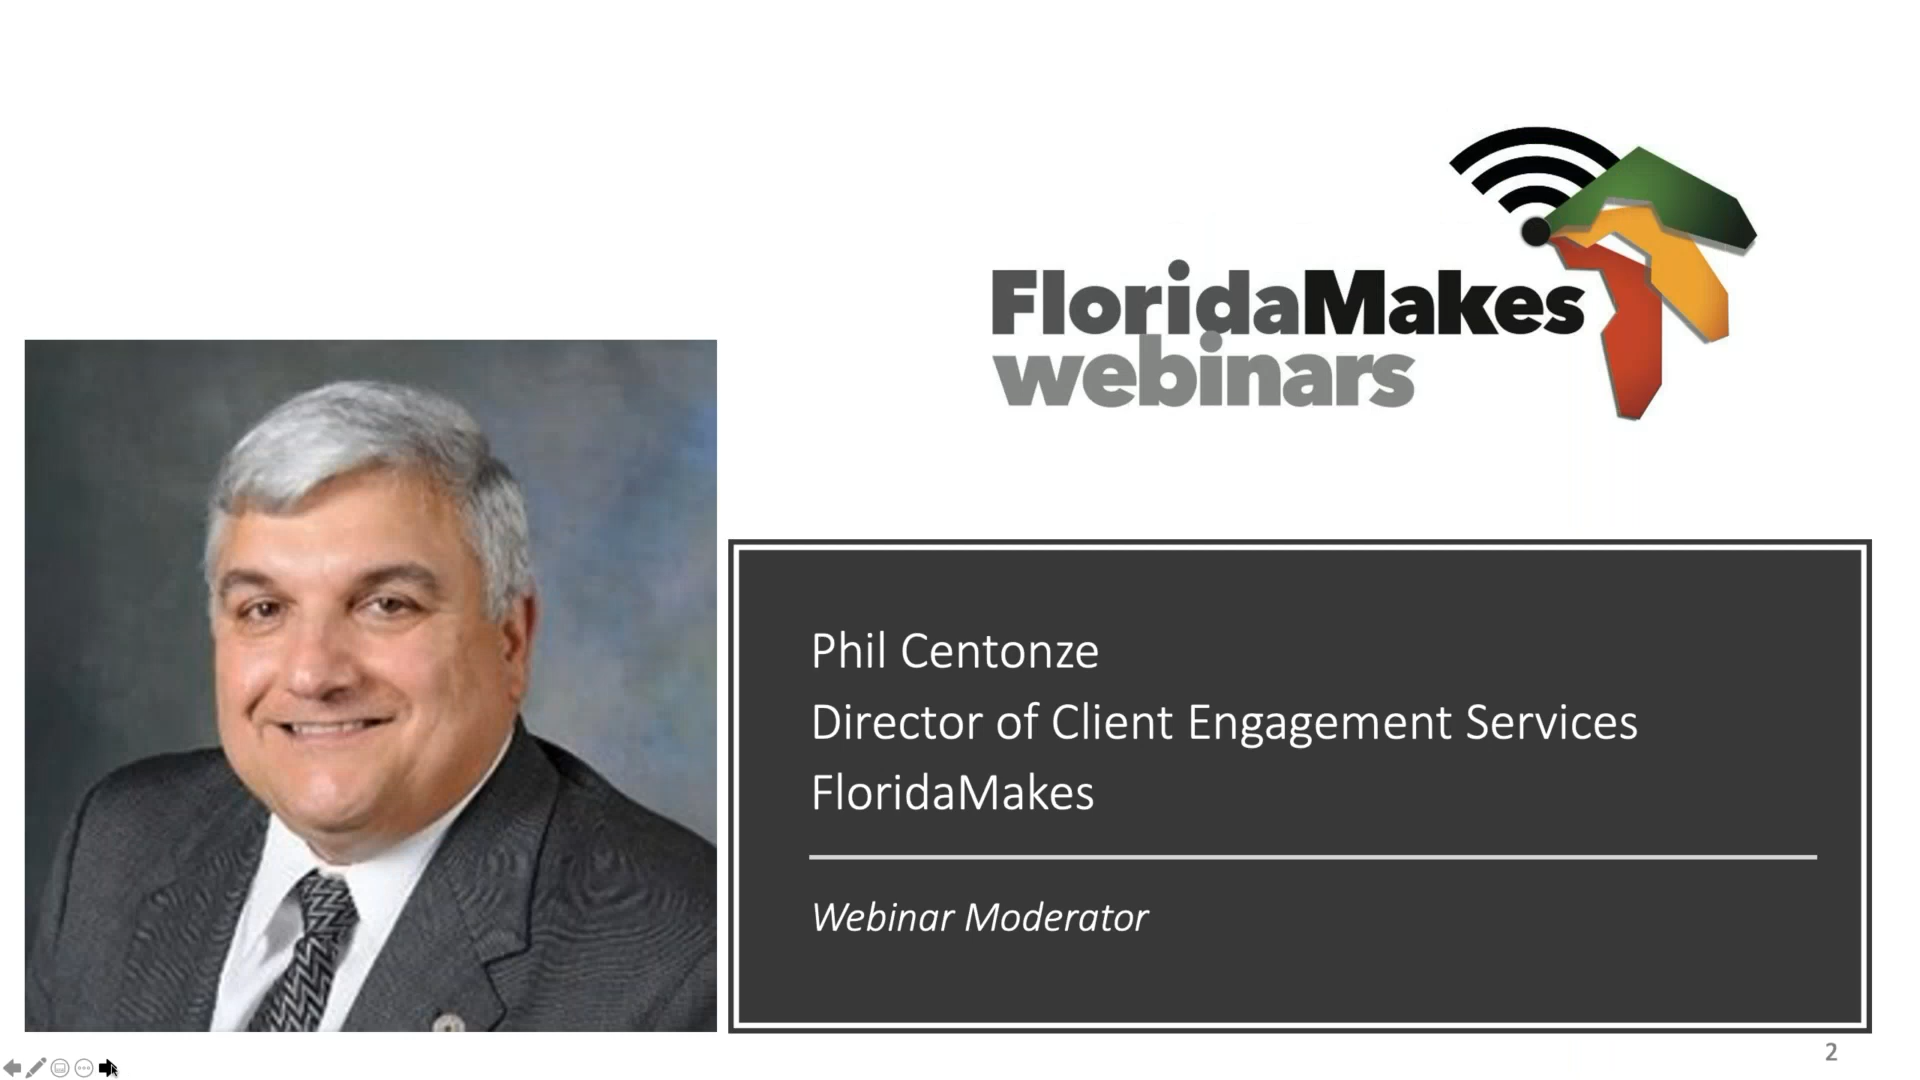 FloridaMakes
webinars
Phil Centonze
Director of Client Engagement Services
FloridaMakes
Webinar Moderator
2